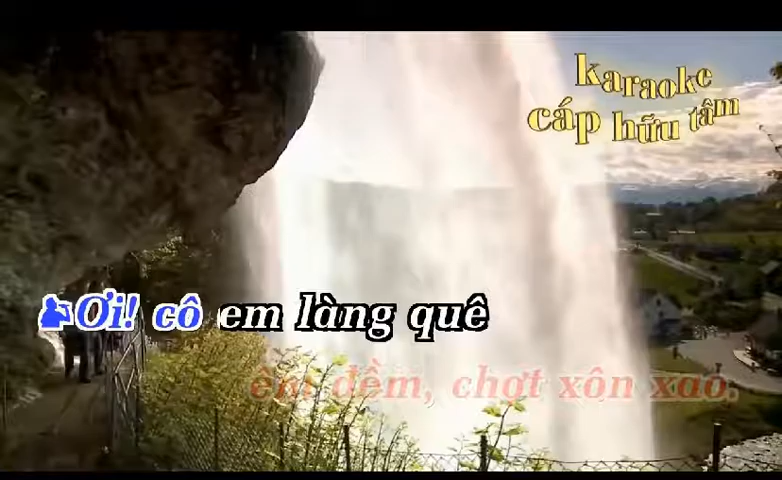 karaoke
cáp hữu tâm
Ơi! cô em làng quê
êm đềm, chợt xôn xao.